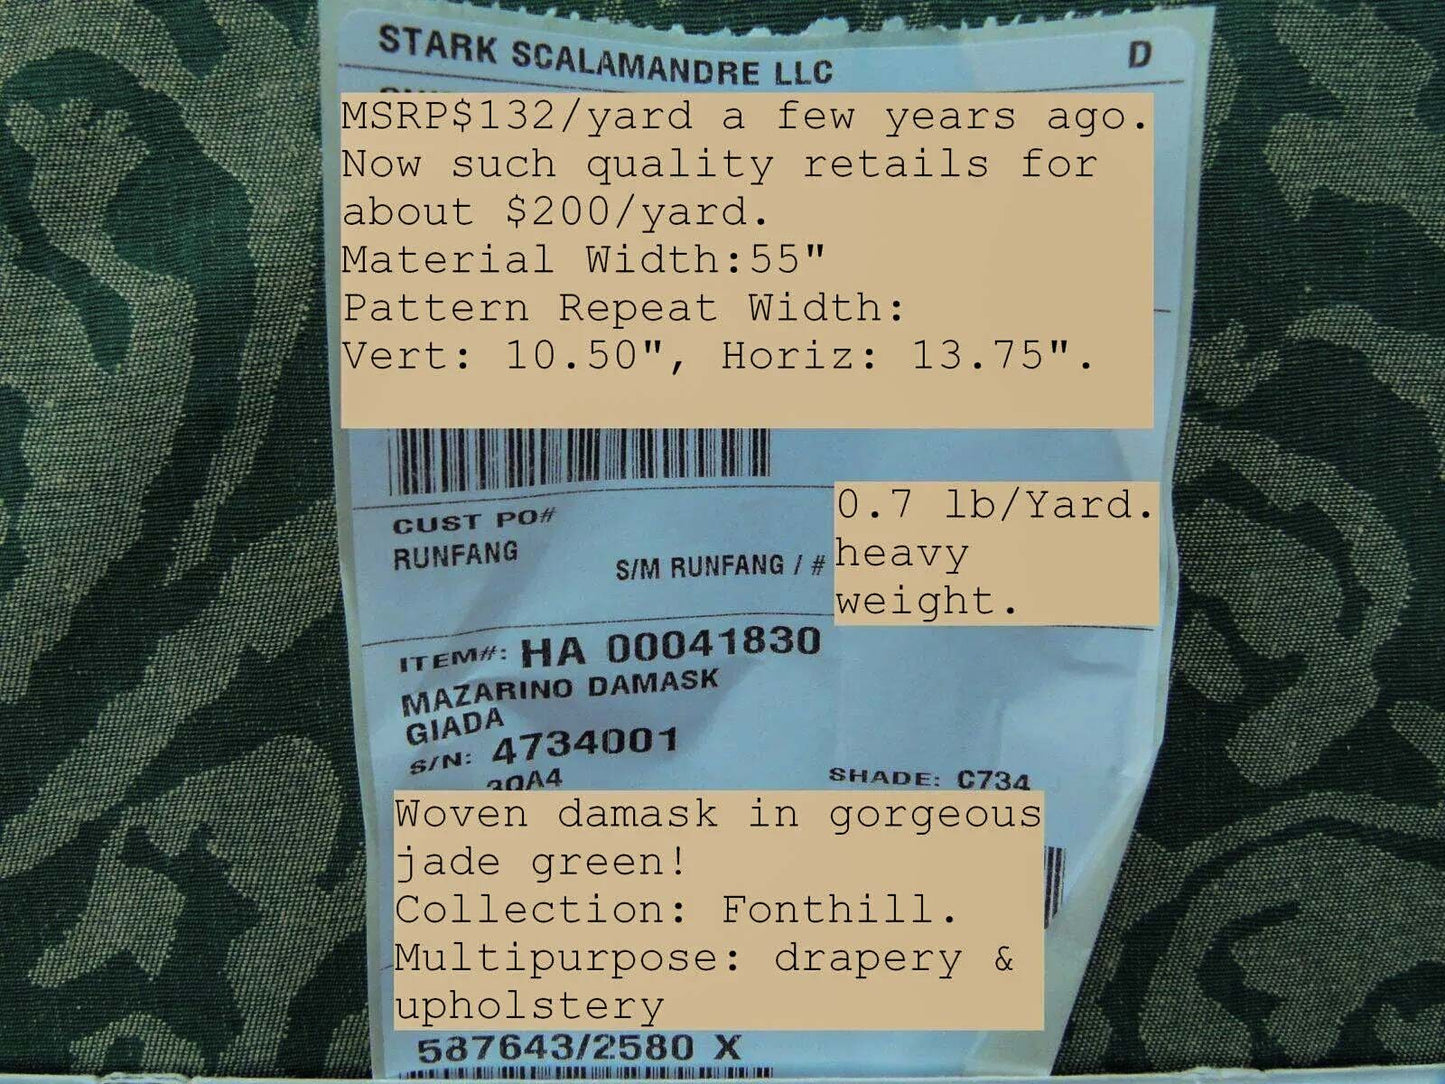 STARK SCALAMANDRE LLC D
MSRP$132/yard a few years ago.
Now such quality retails for
about $200/yard.
Material Width:55"
Pattern Repeat Width:
Vert: 10.50", Horiz: 13.75".
CUST PO#
RUNFANG
S/M RUNFANG / #
0.7 lb/Yard.
heavy
weight.
ITEM#: HA 00041830
MAZARINO DAMASK
GIADA
S/N: 4734001
30A4
SHADE: C734
Woven damask in gorgeous
jade green!
Collection: Fonthill.
Multipurpose: drapery &
upholstery
587643/2580 X